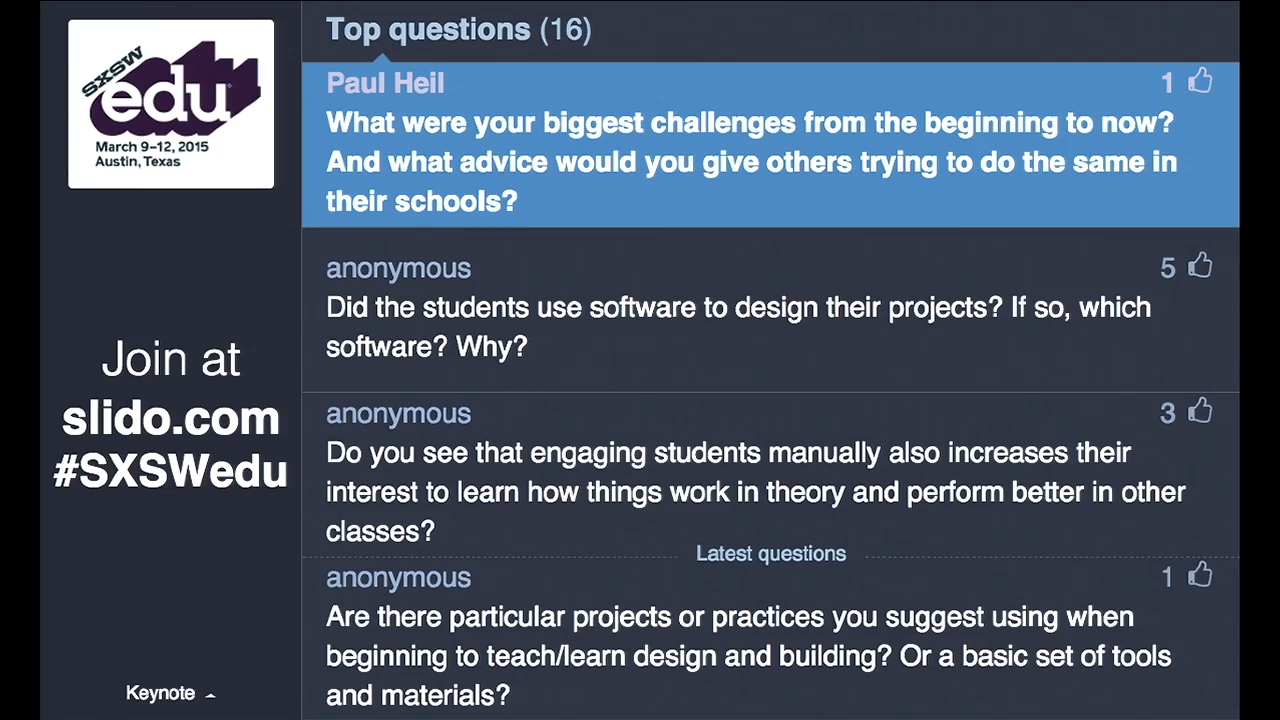 SXSW
edu
March 9–12, 2015
Austin, Texas
Join at
slido.com
#SXSWedu
Keynote
Top questions (16)
Paul Heil 1
What were your biggest challenges from the beginning to now?
And what advice would you give others trying to do the same in
their schools?
anonymous 5
Did the students use software to design their projects? If so, which
software? Why?
anonymous 3
Do you see that engaging students manually also increases their
interest to learn how things work in theory and perform better in other
classes?
Latest questions
anonymous 1
Are there particular projects or practices you suggest using when
beginning to teach/learn design and building? Or a basic set of tools
and materials?